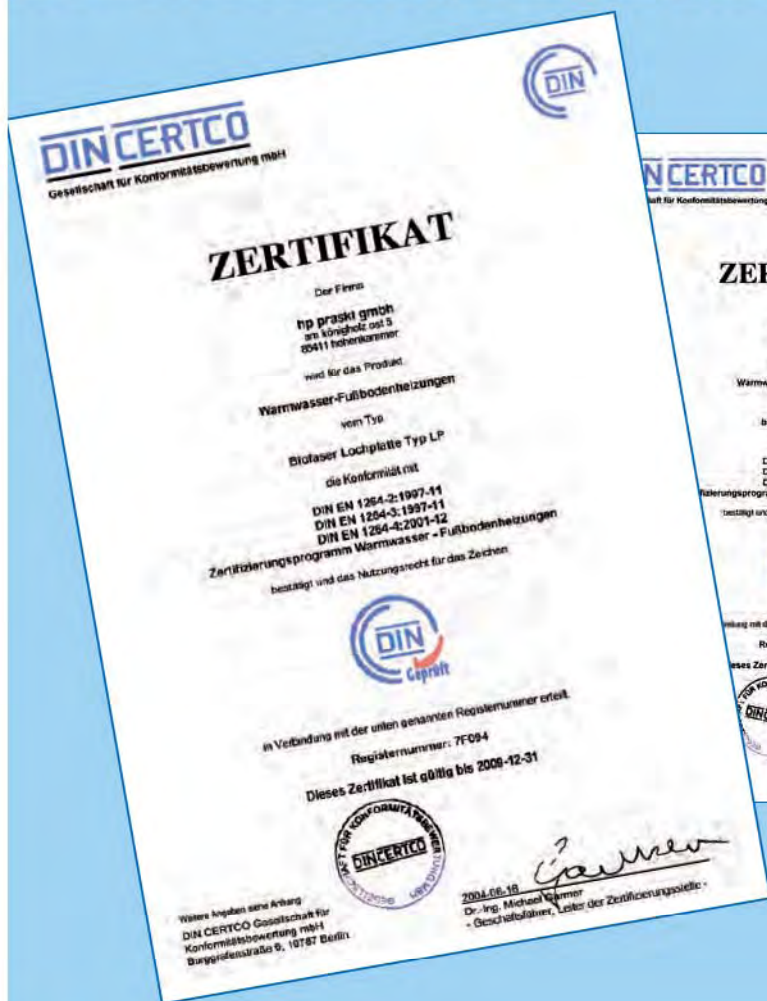 DIN CERTCO
Gesellschaft für Konformitätsbewertung mbH
DIN
ZERTIFIKAT
Der Firma
hp praski gmbh
am königholz ost 5
85411 hohenkammer
wird für das Produkt
Warmwasser-Fußbodenheizungen
vom Typ
Biofaser Lochplatte Typ LP
die Konformität mit
DIN EN 1264-2:1997-11
DIN EN 1264-3:1997-11
DIN EN 1264-4:2001-12
Zertifizierungsprogramm Warmwasser - Fußbodenheizungen
bestätigt und das Nutzungsrecht für das Zeichen
DIN
Geprüft
in Verbindung mit der unten genannten Registernummer erteilt.
Registernummer: 7F094
Dieses Zertifikat ist gültig bis 2009-12-31
DINCERTCO
Weitere Angaben siehe Anhang
DIN CERTCO Gesellschaft für
Konformitätsbewertung mbH
Burggrafenstraße 6, 10787 Berlin
2004-06-16
Dr.-Ing. Michael Garmer
- Geschäftsführer, Leiter der Zertifizierungsstelle -
N CERTCO
aft für Konformitätsbewertung
ZER
Warmw